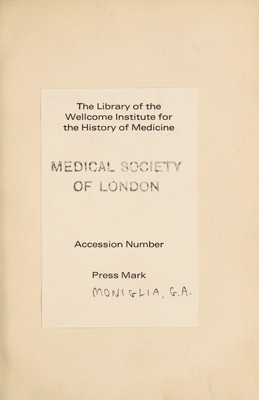 The Library of the
Wellcome Institute for
the History of Medicine
MEDICAL SOCIETY
OF LONDON
Accession Number
Press Mark
MONIGLIA, G.A.